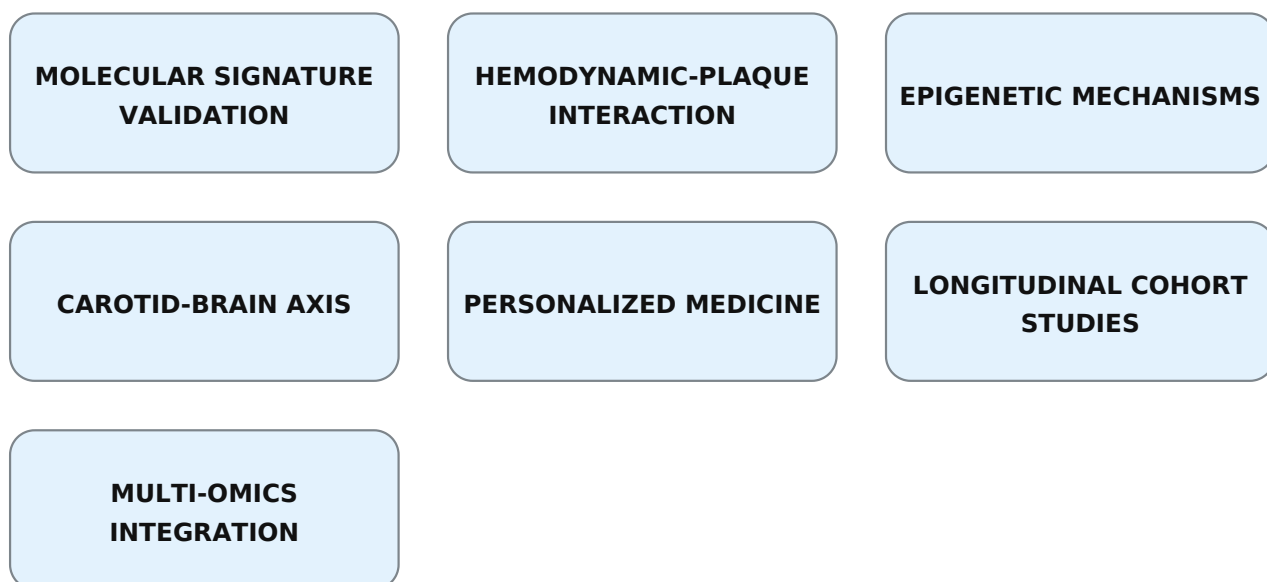 MOLECULAR SIGNATURE
VALIDATION
HEMODYNAMIC-PLAQUE
INTERACTION
EPIGENETIC MECHANISMS
CAROTID-BRAIN AXIS
PERSONALIZED MEDICINE
LONGITUDINAL COHORT
STUDIES
MULTI-OMICS
INTEGRATION